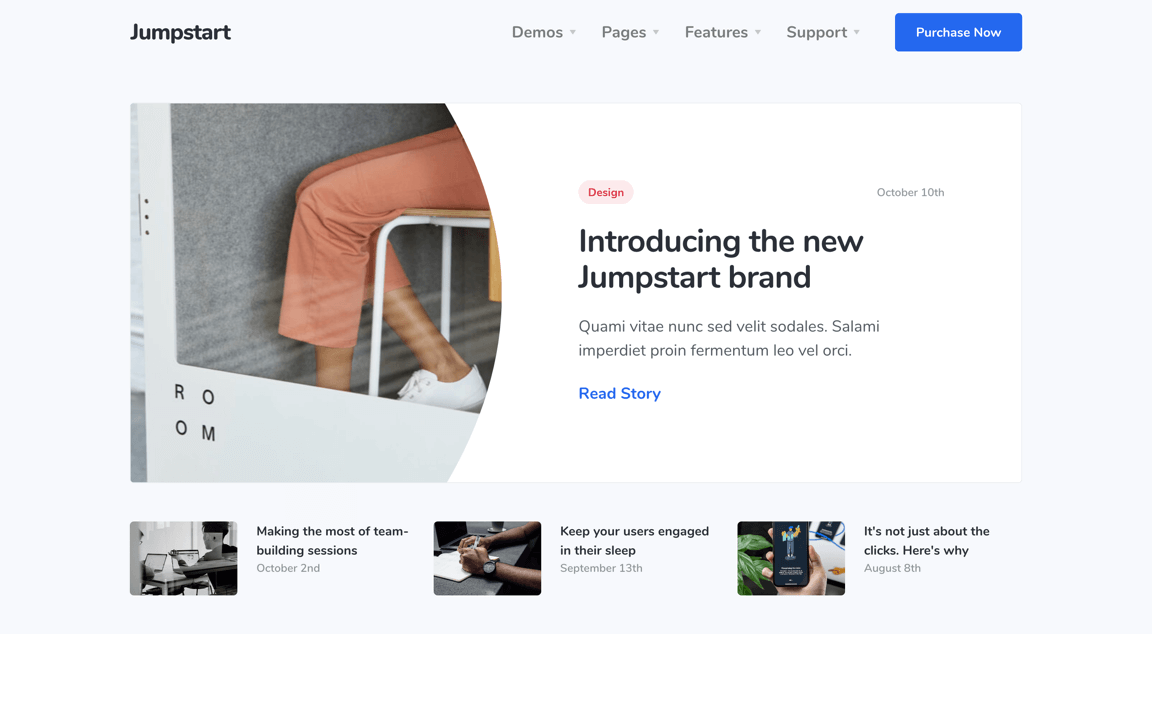 Jumpstart
Demos
Pages
Features
Support
Purchase Now
Design
October 10th
Introducing the new
Jumpstart brand
Quami vitae nunc sed velit sodales. Salami
imperdiet proin fermentum leo vel orci.
Read Story
R O
O M
Making the most of team-
building sessions
October 2nd
Keep your users engaged
in their sleep
September 13th
It's not just about the
clicks. Here's why
August 8th